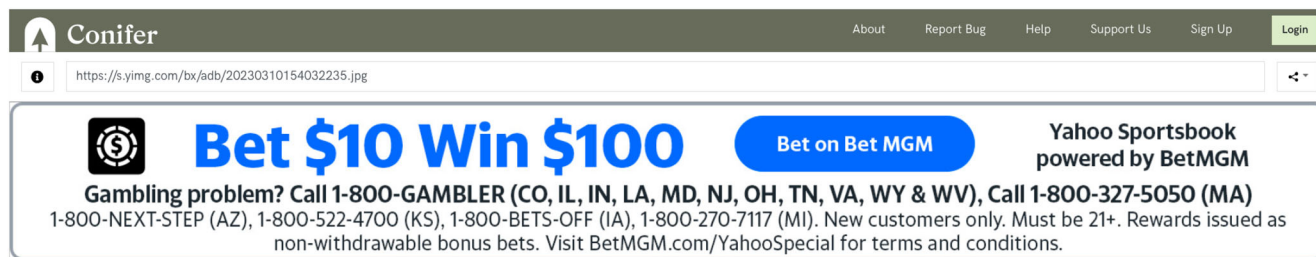 Conifer
About Report Bug Help Support Us Sign Up Login
https://s.yimg.com/bx/adb/20230310154032235.jpg
Bet $10 Win $100
Bet on Bet MGM
Yahoo Sportsbook
powered by BetMGM
Gambling problem? Call 1-800-GAMBLER (CO, IL, IN, LA, MD, NJ, OH, TN, VA, WY & WV), Call 1-800-327-5050 (MA)
1-800-NEXT-STEP (AZ), 1-800-522-4700 (KS), 1-800-BETS-OFF (IA), 1-800-270-7117 (MI). New customers only. Must be 21+. Rewards issued as
non-withdrawable bonus bets. Visit BetMGM.com/YahooSpecial for terms and conditions.